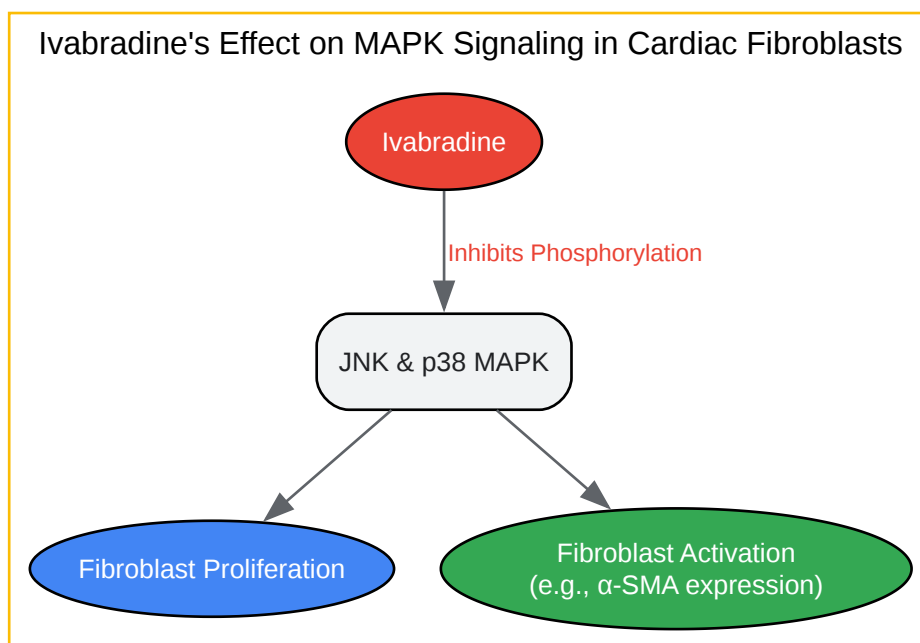 Ivabradine's Effect on MAPK Signaling in Cardiac Fibroblasts
Ivabradine
Inhibits Phosphorylation
JNK & p38 MAPK
Fibroblast Proliferation
Fibroblast Activation
(e.g., α-SMA expression)